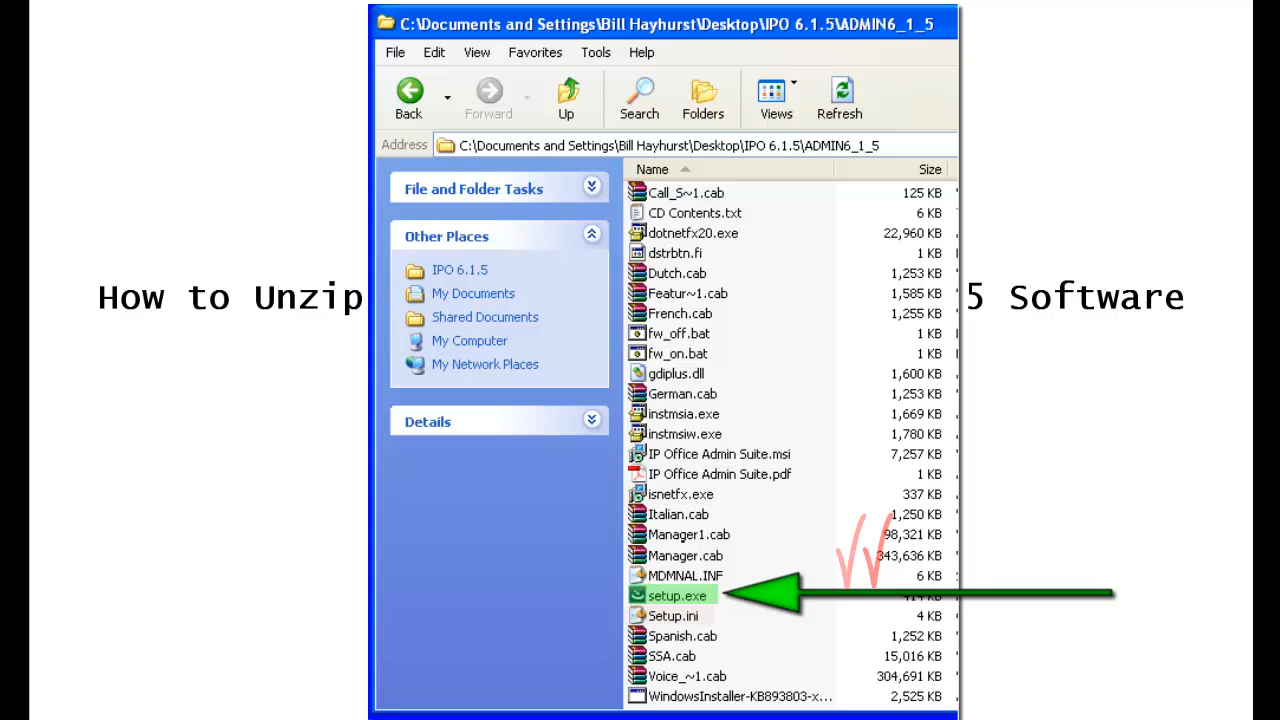 C:\Documents and Settings\Bill Hayhurst\Desktop\IPO 6.1.5\ADMIN6_1_5
File Edit View Favorites Tools Help
Back Forward Up Search Folders Views Refresh
Address C:\Documents and Settings\Bill Hayhurst\Desktop\IPO 6.1.5\ADMIN6_1_5
File and Folder Tasks
Other Places
IPO 6.1.5
My Documents
Shared Documents
My Computer
My Network Places
Details
Name Size
Call_S~1.cab 125 KB
CD Contents.txt 6 KB
dotnetfx20.exe 22,960 KB
dstrbtn.fi 1 KB
Dutch.cab 1,253 KB
Featur~1.cab 1,585 KB
French.cab 1,255 KB
fw_off.bat 1 KB
fw_on.bat 1 KB
gdiplus.dll 1,600 KB
German.cab 1,253 KB
instmsia.exe 1,669 KB
instmsiw.exe 1,780 KB
IP Office Admin Suite.msi 7,257 KB
IP Office Admin Suite.pdf 1 KB
isnetfx.exe 337 KB
Italian.cab 1,250 KB
Manager1.cab 98,321 KB
Manager.cab 343,636 KB
MDMNAL.INF 6 KB
setup.exe
Setup.ini 4 KB
Spanish.cab 1,252 KB
SSA.cab 15,016 KB
Voice_~1.cab 304,691 KB
WindowsInstaller-KB893803-x... 2,525 KB
How to Unzip 5 Software